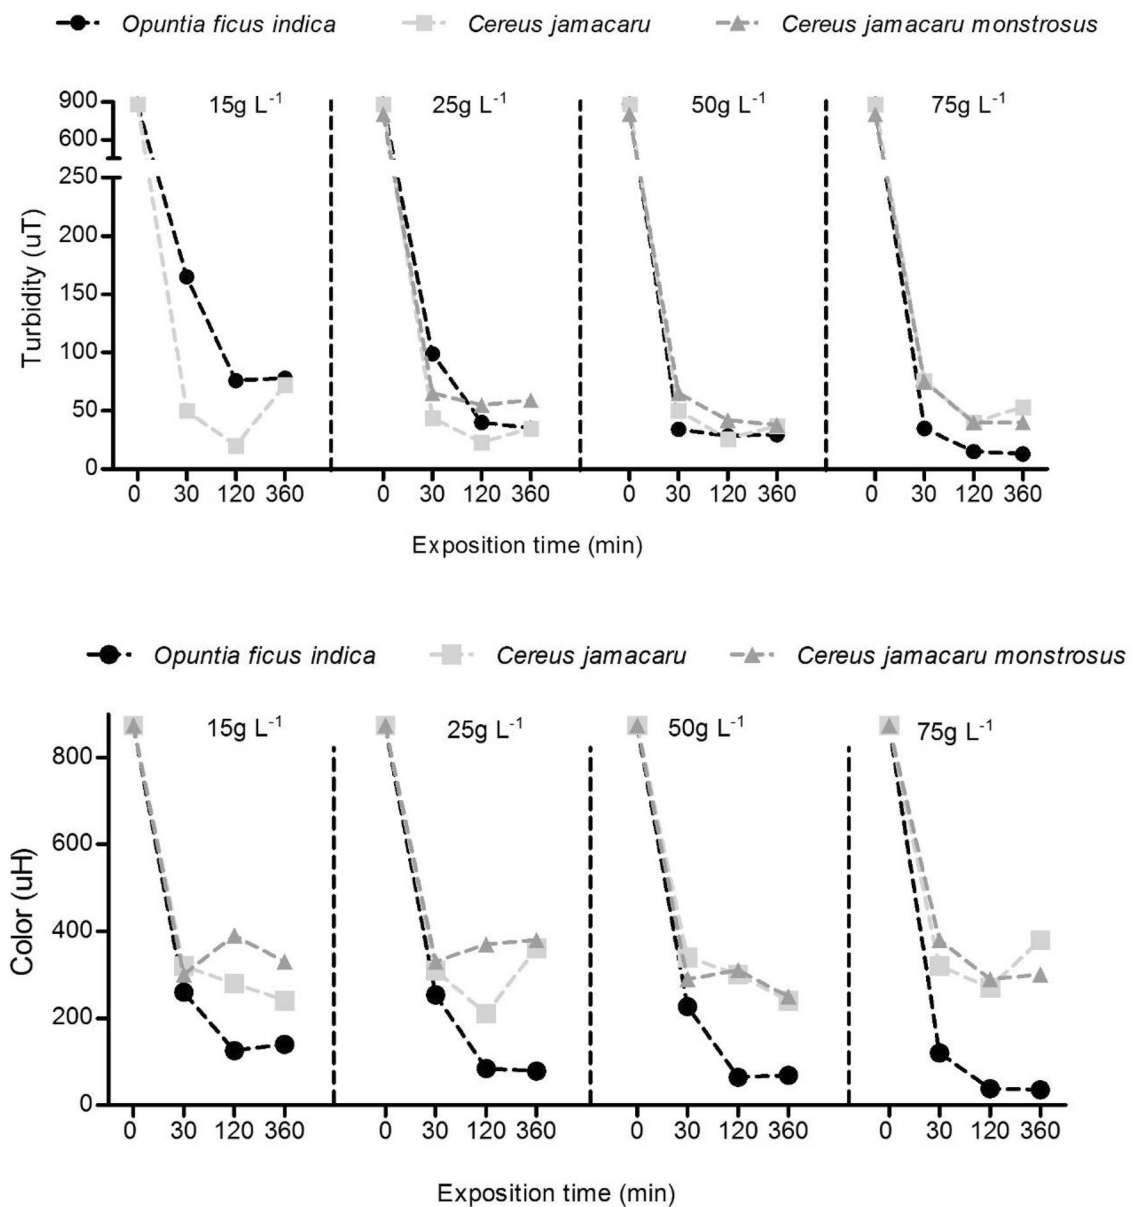 Opuntia ficus indica Cereus jamacaru Cereus jamacaru monstrosus
15g L-1 25g L-1 50g L-1 75g L-1
900
600
250
200
150
100
50
0
Turbidity (uT)
0 30 120 360 0 30 120 360 0 30 120 360 0 30 120 360
Exposition time (min)
Opuntia ficus indica Cereus jamacaru Cereus jamacaru monstrosus
15g L-1 25g L-1 50g L-1 75g L-1
800
600
400
200
0
Color (uH)
0 30 120 360 0 30 120 360 0 30 120 360 0 30 120 360
Exposition time (min)